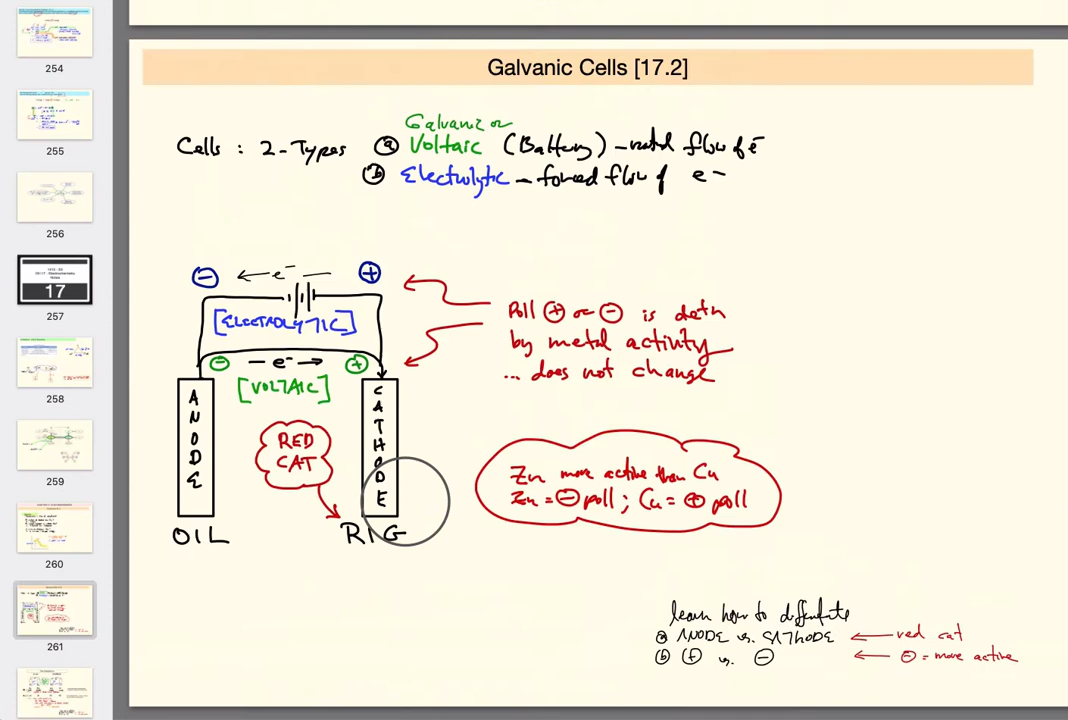 254
255
256
17
257
258
259
260
261
Galvanic Cells [17.2]
Galvanic or
Cells : 2-Types ⓐ Voltaic (Battery) - flow of e⁻
ⓑ Electrolytic - forced flow of e⁻
⊖ ← e⁻ — ⊕
[ELECTROLYTIC]
⊖ — e⁻ → ⊕
[VOLTAIC]
ANODE
CATHODE
RED
CAT
OIL
RIG
Poll ⊕ or ⊖ is detn
by metal activity
... does not change
Zn more active than Cu
Zn = ⊖ poll ; Cu = ⊕ poll
learn how to
ⓐ ANODE vs. CATHODE ← red cat
ⓑ ⊕ vs. ⊖ ← ⊖ = more active